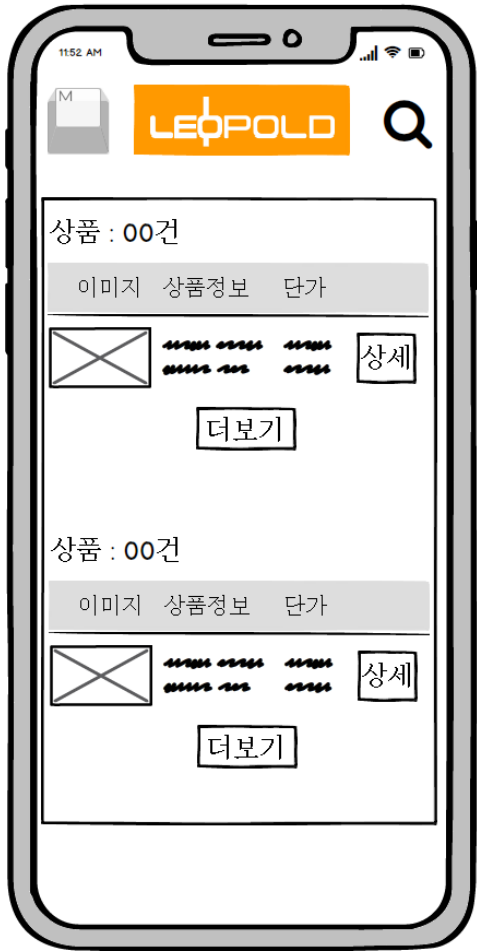 11:52 AM
M
LEOPOLD
상품 : 00건
이미지 상품정보 단가
상세
더보기
상품 : 00건
이미지 상품정보 단가
상세
더보기